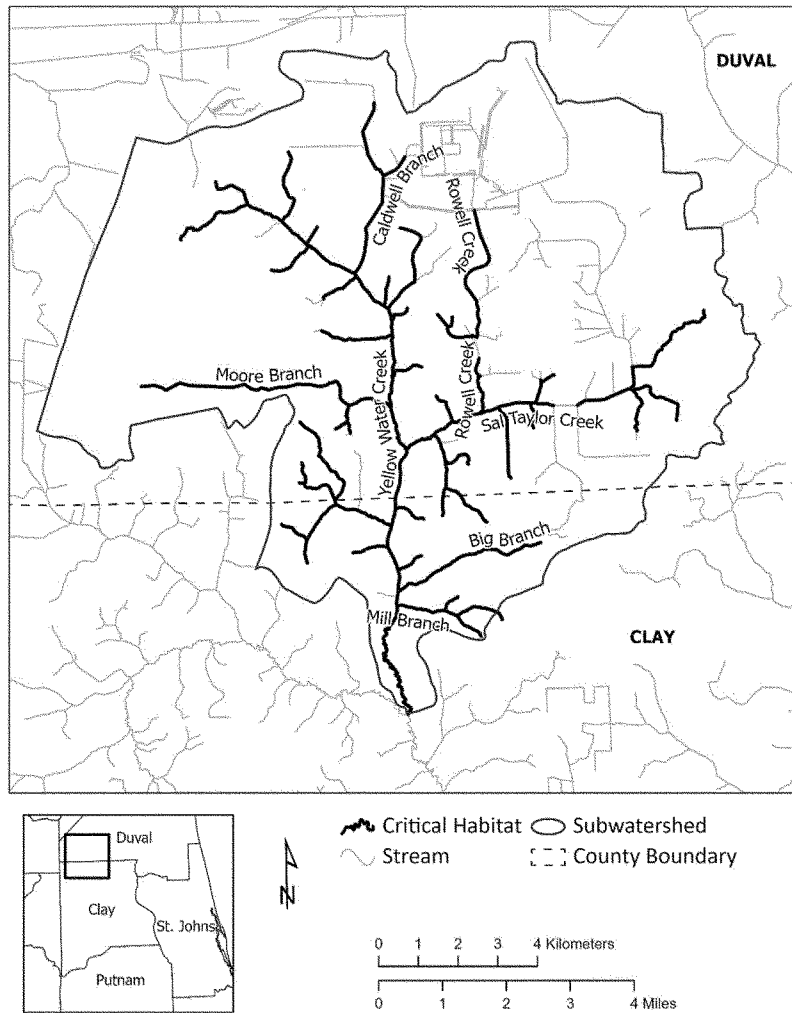 DUVAL
Caldwell Branch
Rowell Creek
Moore Branch
Yellow Water Creek
Rowell Creek
Sal Taylor Creek
Big Branch
Mill Branch
CLAY
Duval
Clay
St. Johns
Putnam
N
Critical Habitat
Subwatershed
Stream
County Boundary
0 1 2 3 4 Kilometers
0 1 2 3 4 Miles